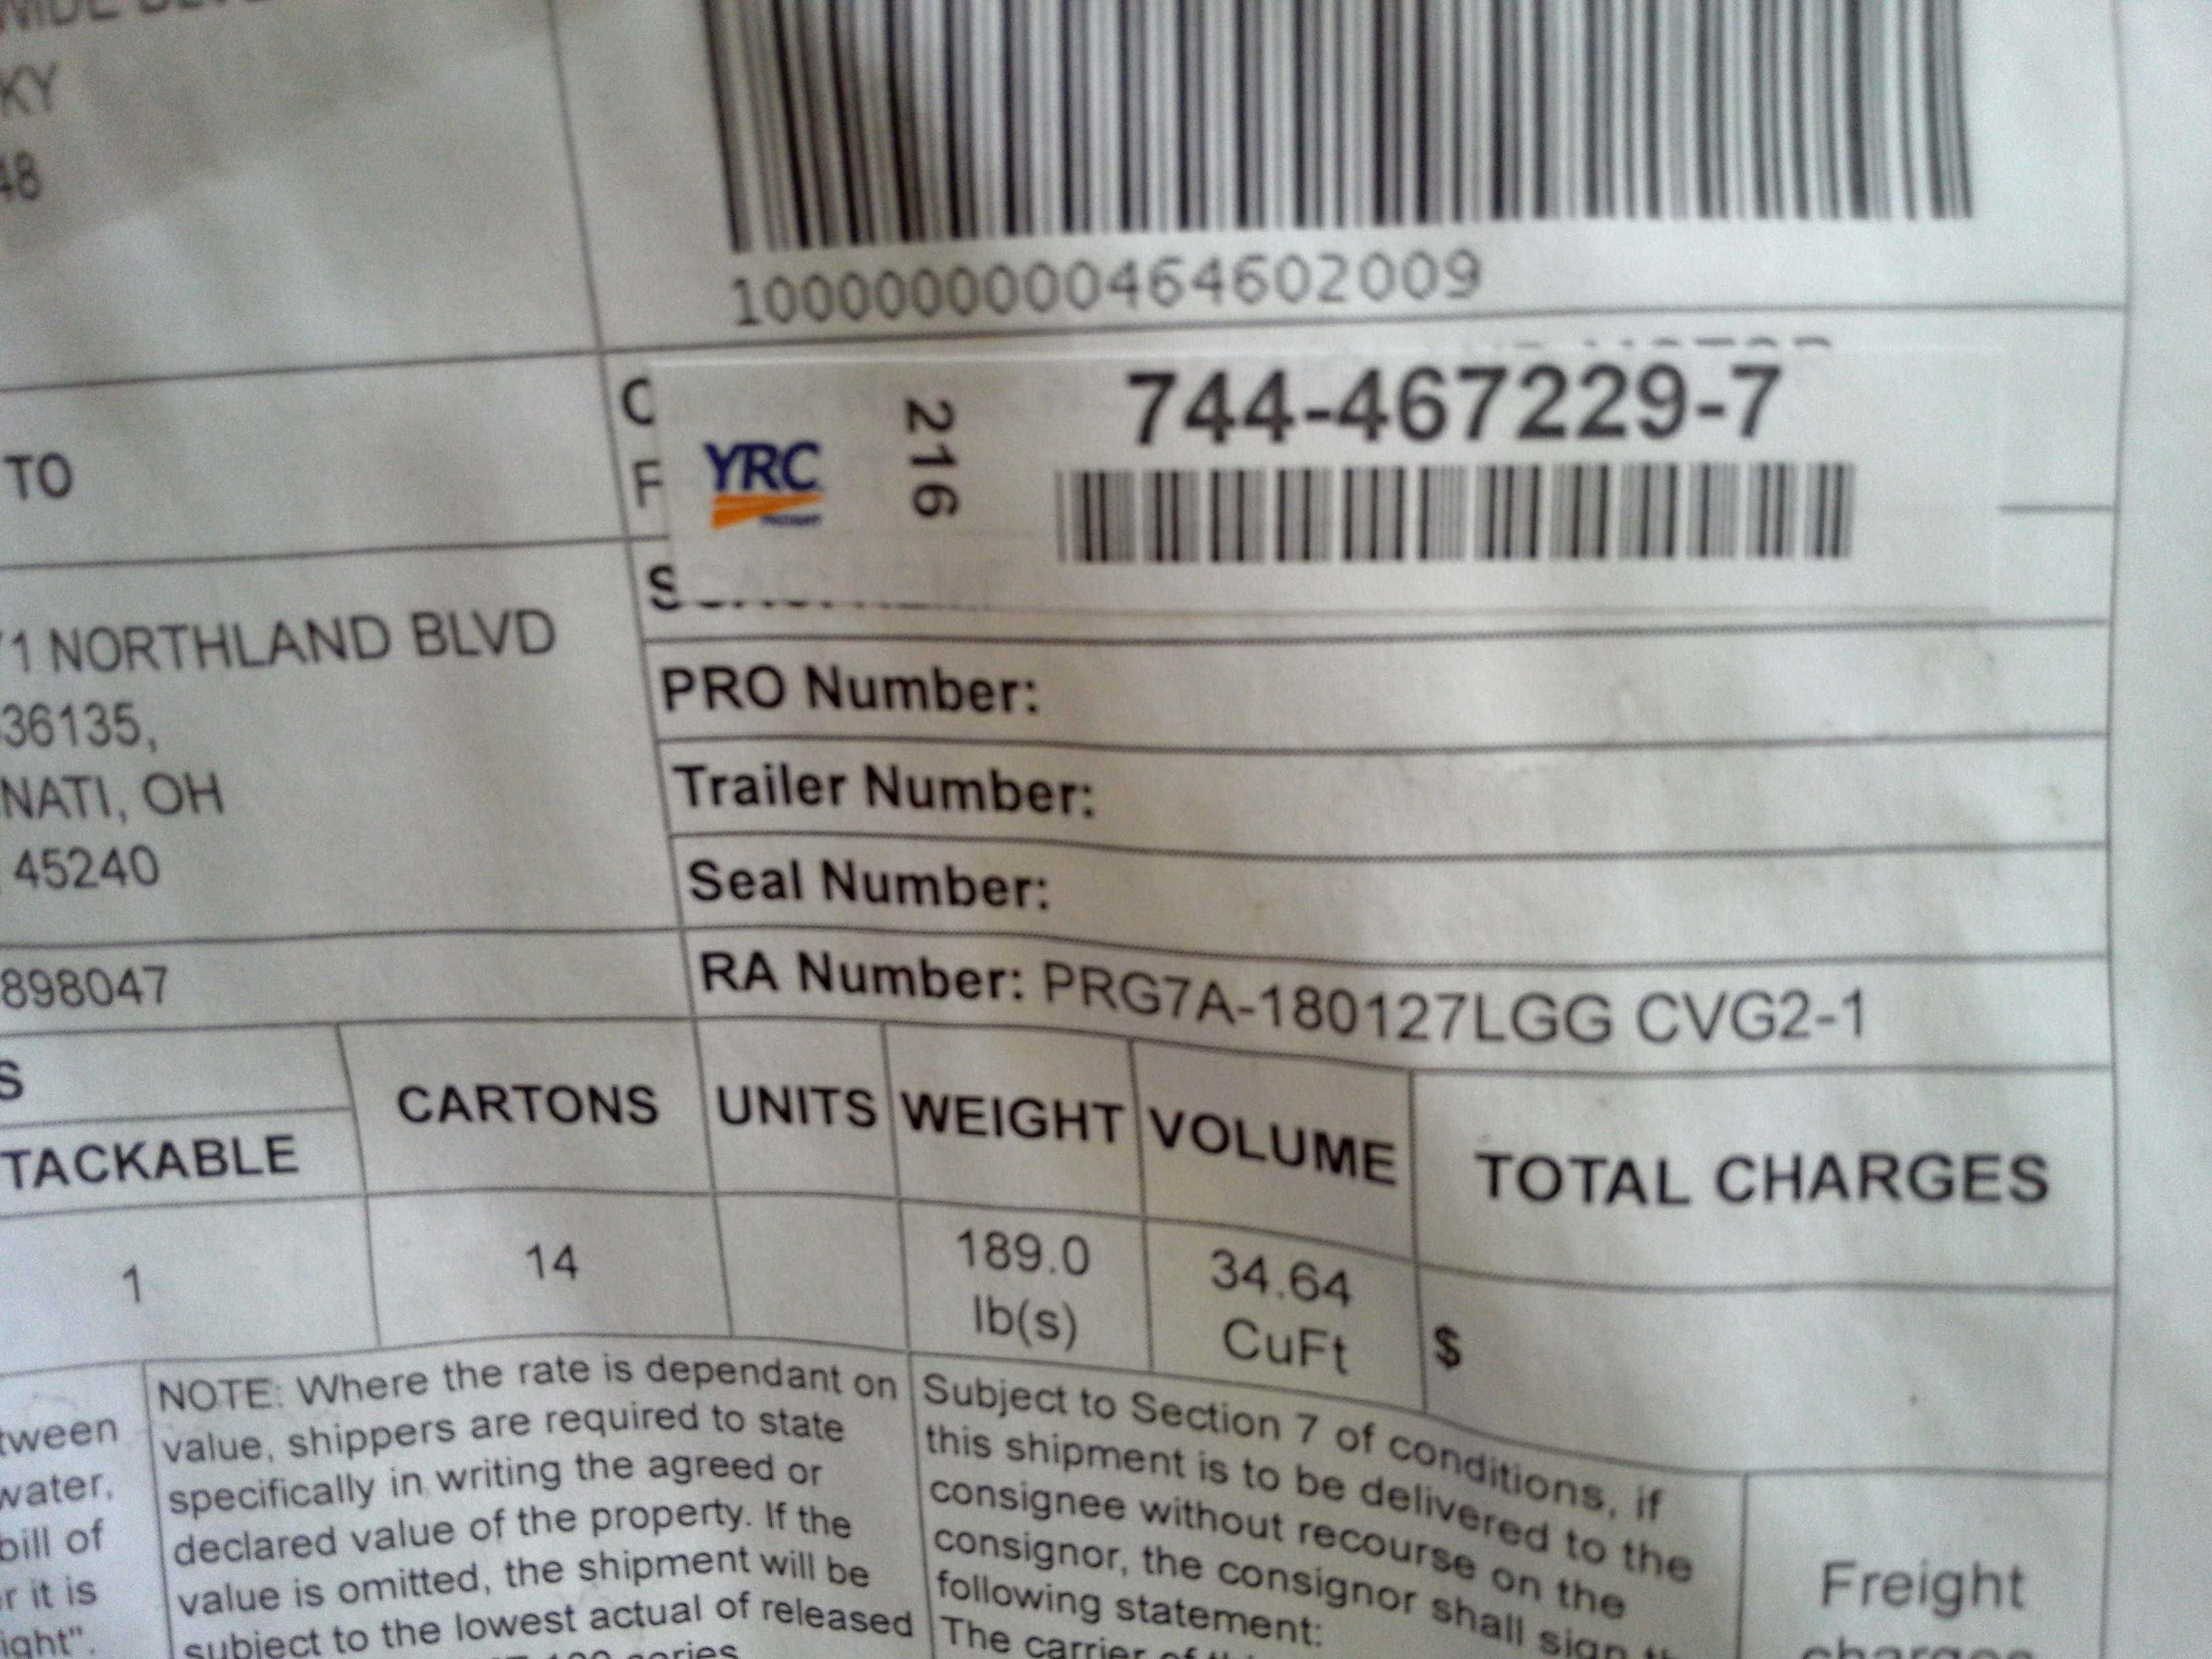 KY
48
1000000000464602009
TO
C
F
YRC
216
744-467229-7
S
1 NORTHLAND BLVD
36135,
NATI, OH
45240
PRO Number:
Trailer Number:
Seal Number:
898047
RA Number: PRG7A-180127LGG CVG2-1
S
TACKABLE
CARTONS
UNITS
WEIGHT
VOLUME
TOTAL CHARGES
1
14
189.0
lb(s)
34.64
CuFt
$
tween
water,
bill of
r it is
ight".
NOTE: Where the rate is dependant on
value, shippers are required to state
specifically in writing the agreed or
declared value of the property. If the
value is omitted, the shipment will be
subject to the lowest actual of released
series
Subject to Section 7 of conditions, if
this shipment is to be delivered to the
consignee without recourse on the
consignor, the consignor shall sign
following statement:
The carrier of
Freight
charges